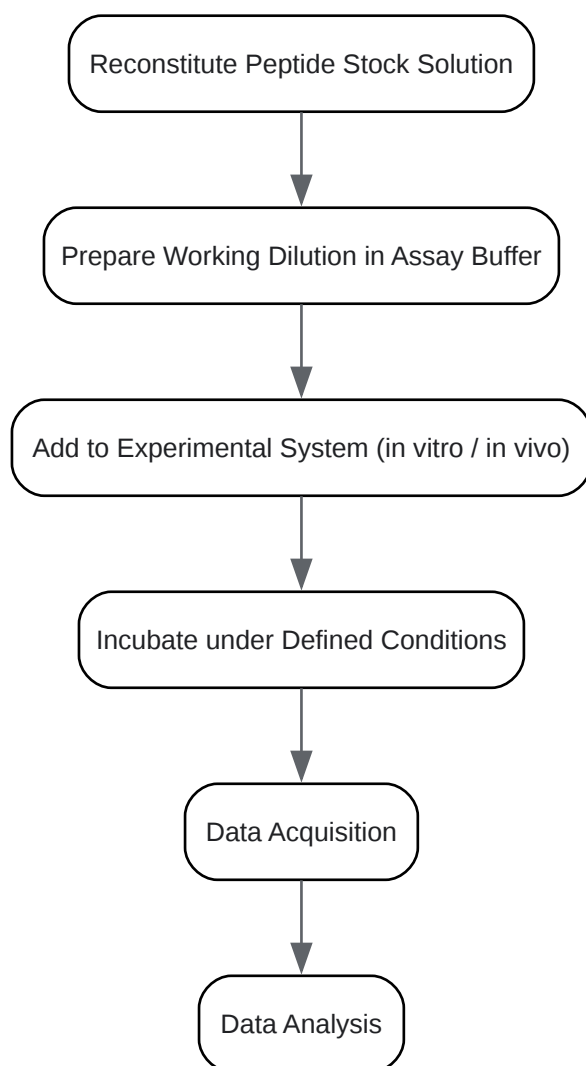 Reconstitute Peptide Stock Solution
Prepare Working Dilution in Assay Buffer
Add to Experimental System (in vitro / in vivo)
Incubate under Defined Conditions
Data Acquisition
Data Analysis